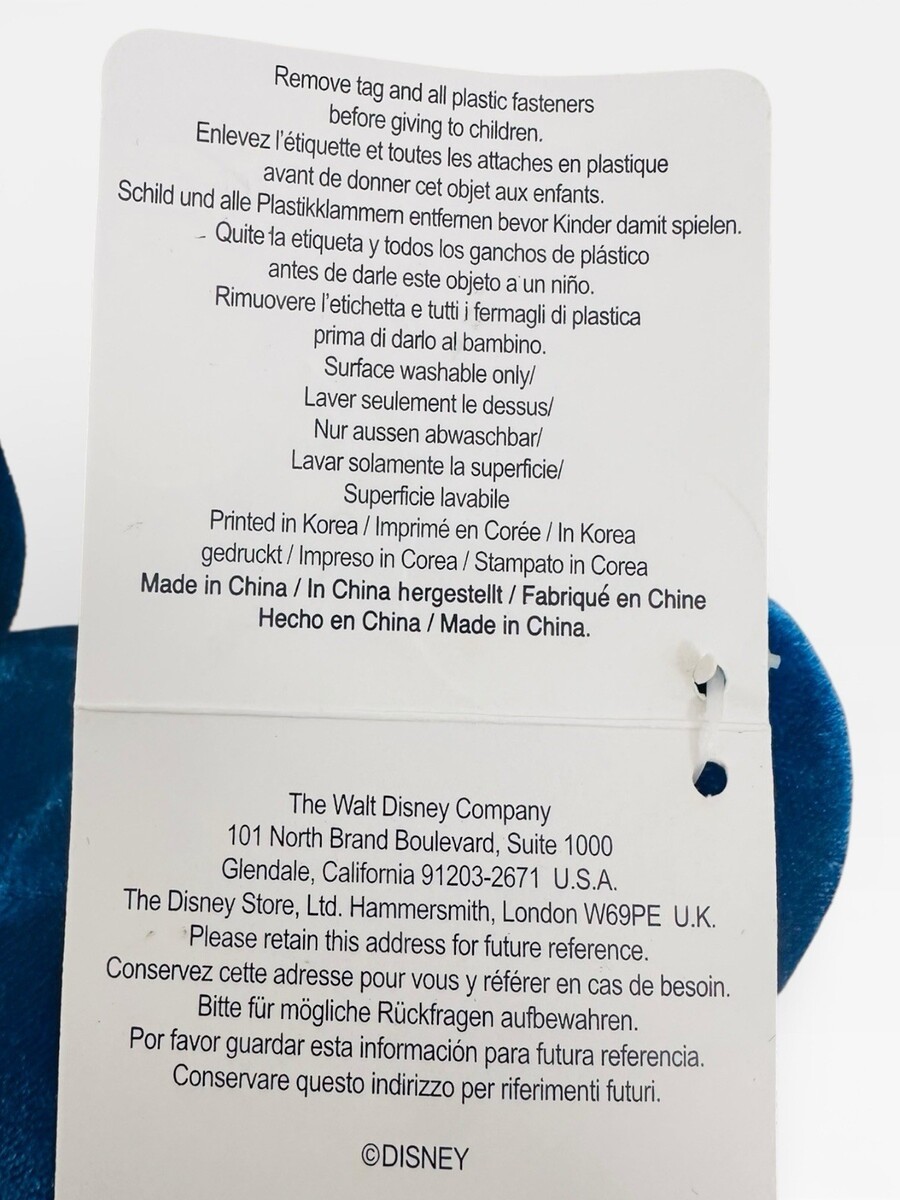 Remove tag and all plastic fasteners
before giving to children.
Enlevez l'étiquette et toutes les attaches en plastique
avant de donner cet objet aux enfants.
Schild und alle Plastikklammern entfernen bevor Kinder damit spielen.
Quite la etiqueta y todos los ganchos de plástico
antes de darle este objeto a un niño.
Rimuovere l'etichetta e tutti i fermagli di plastica
prima di darlo al bambino.
Surface washable only/
Laver seulement le dessus/
Nur aussen abwaschbar/
Lavar solamente la superficie/
Superficie lavabile
Printed in Korea / Imprimé en Corée / In Korea
gedruckt / Impreso in Corea / Stampato in Corea
Made in China / In China hergestellt / Fabriqué en Chine
Hecho en China / Made in China.
The Walt Disney Company
101 North Brand Boulevard, Suite 1000
Glendale, California 91203-2671 U.S.A.
The Disney Store, Ltd. Hammersmith, London W69PE U.K.
Please retain this address for future reference.
Conservez cette adresse pour vous y référer en cas de besoin.
Bitte für mögliche Rückfragen aufbewahren.
Por favor guardar esta información para futura referencia.
Conservare questo indirizzo per riferimenti futuri.
©DISNEY